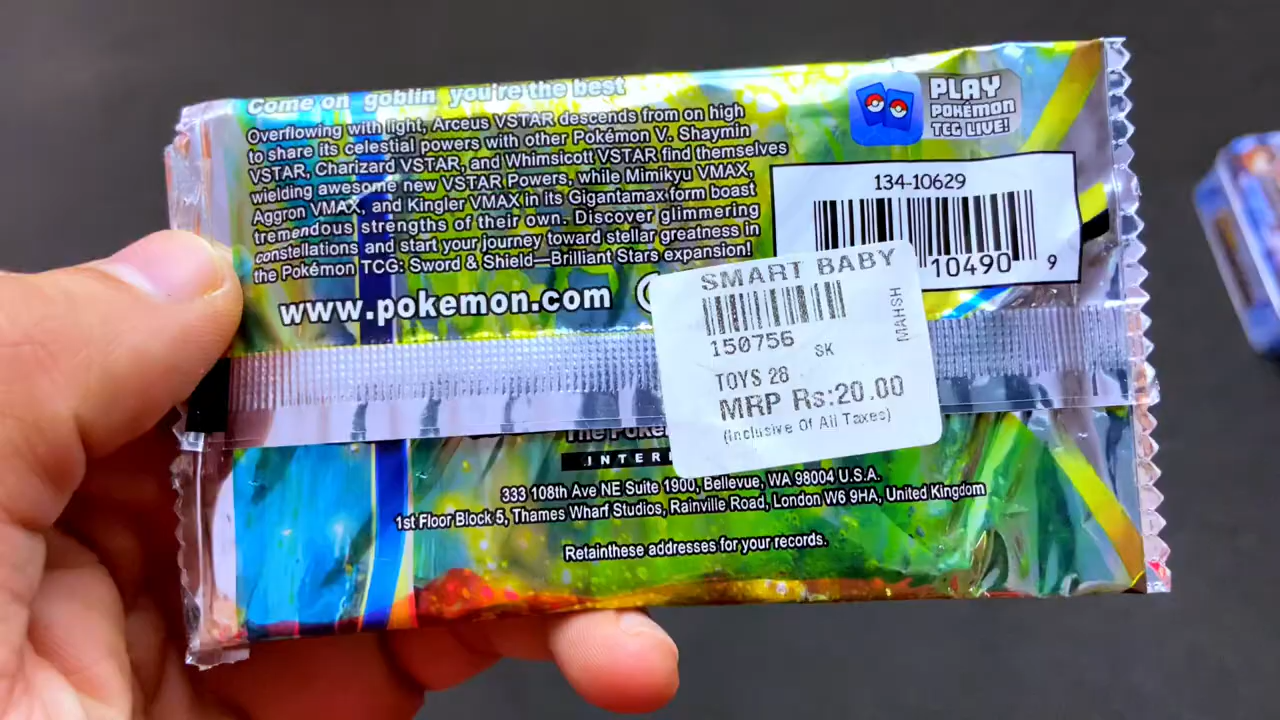 Come on goblin you're the best
Overflowing with light, Arceus VSTAR descends from on high
to share its celestial powers with other Pokémon V. Shaymin
VSTAR, Charizard VSTAR, and Whimsicott VSTAR find themselves
wielding awesome new VSTAR Powers, while Mimikyu VMAX,
Aggron VMAX, and Kingler VMAX in its Gigantamax form boast
tremendous strengths of their own. Discover glimmering
constellations and start your journey toward stellar greatness in
the Pokémon TCG: Sword & Shield—Brilliant Stars expansion!
www.pokemon.com
PLAY
POKÉMON
TCG LIVE!
134-10629
10490 9
SMART BABY
MAHSH
150756
SK
TOYS 28
MRP Rs:20.00
(Inclusive Of All Taxes)
The Poké
INTER
333 108th Ave NE Suite 1900, Bellevue, WA 98004 U.S.A.
1st Floor Block 5, Thames Wharf Studios, Rainville Road, London W6 9HA, United Kingdom
Retainthese addresses for your records.